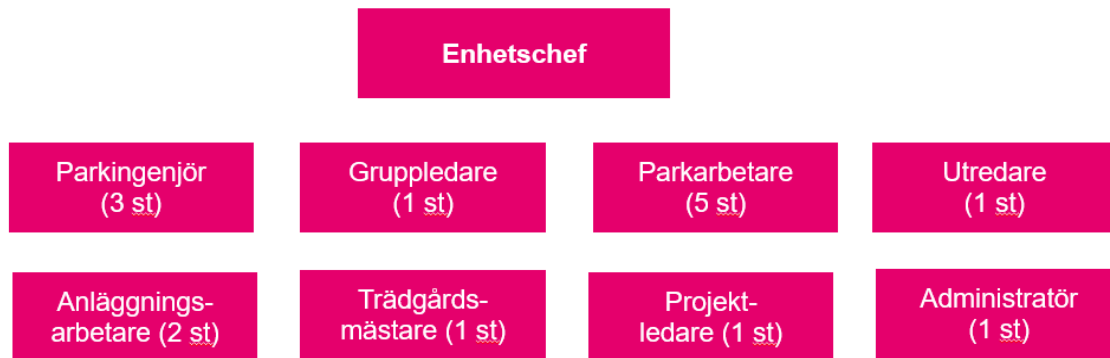 Enhetschef
Parkingenjör
(3 st)
Gruppledare
(1 st)
Parkarbetare
(5 st)
Utredare
(1 st)
Anläggnings-
arbetare (2 st)
Trädgårds-
mästare (1 st)
Projekt-
ledare (1 st)
Administratör
(1 st)